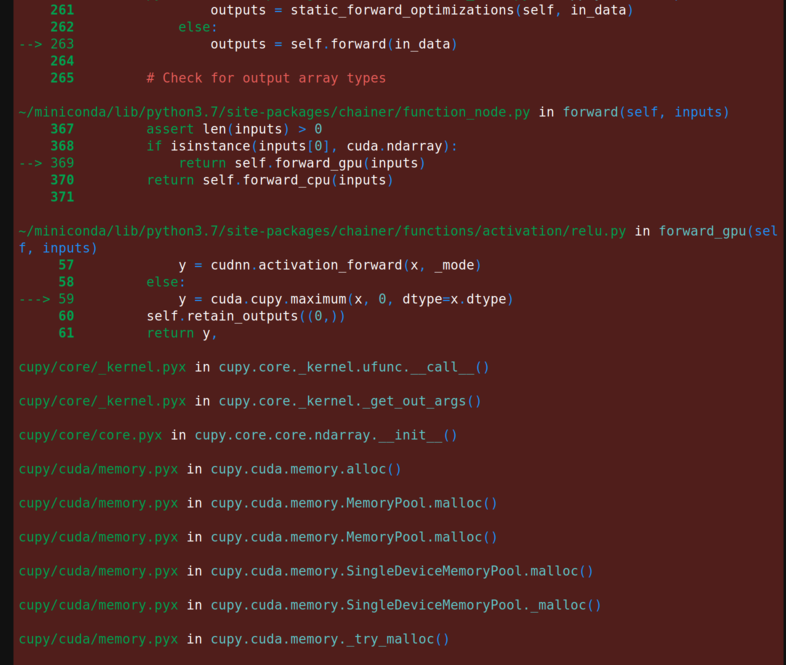 261                 outputs = static_forward_optimizations(self, in_data)
262             else:
--> 263                 outputs = self.forward(in_data)
264
265         # Check for output array types
~/miniconda/lib/python3.7/site-packages/chainer/function_node.py in forward(self, inputs)
367         assert len(inputs) > 0
368         if isinstance(inputs[0], cuda.ndarray):
--> 369             return self.forward_gpu(inputs)
370         return self.forward_cpu(inputs)
371
~/miniconda/lib/python3.7/site-packages/chainer/functions/activation/relu.py in forward_gpu(sel
f, inputs)
57             y = cudnn.activation_forward(x, _mode)
58         else:
---> 59             y = cuda.cupy.maximum(x, 0, dtype=x.dtype)
60         self.retain_outputs((0,))
61         return y,
cupy/core/_kernel.pyx in cupy.core._kernel.ufunc.__call__()
cupy/core/_kernel.pyx in cupy.core._kernel._get_out_args()
cupy/core/core.pyx in cupy.core.core.ndarray.__init__()
cupy/cuda/memory.pyx in cupy.cuda.memory.alloc()
cupy/cuda/memory.pyx in cupy.cuda.memory.MemoryPool.malloc()
cupy/cuda/memory.pyx in cupy.cuda.memory.MemoryPool.malloc()
cupy/cuda/memory.pyx in cupy.cuda.memory.SingleDeviceMemoryPool.malloc()
cupy/cuda/memory.pyx in cupy.cuda.memory.SingleDeviceMemoryPool._malloc()
cupy/cuda/memory.pyx in cupy.cuda.memory._try_malloc()